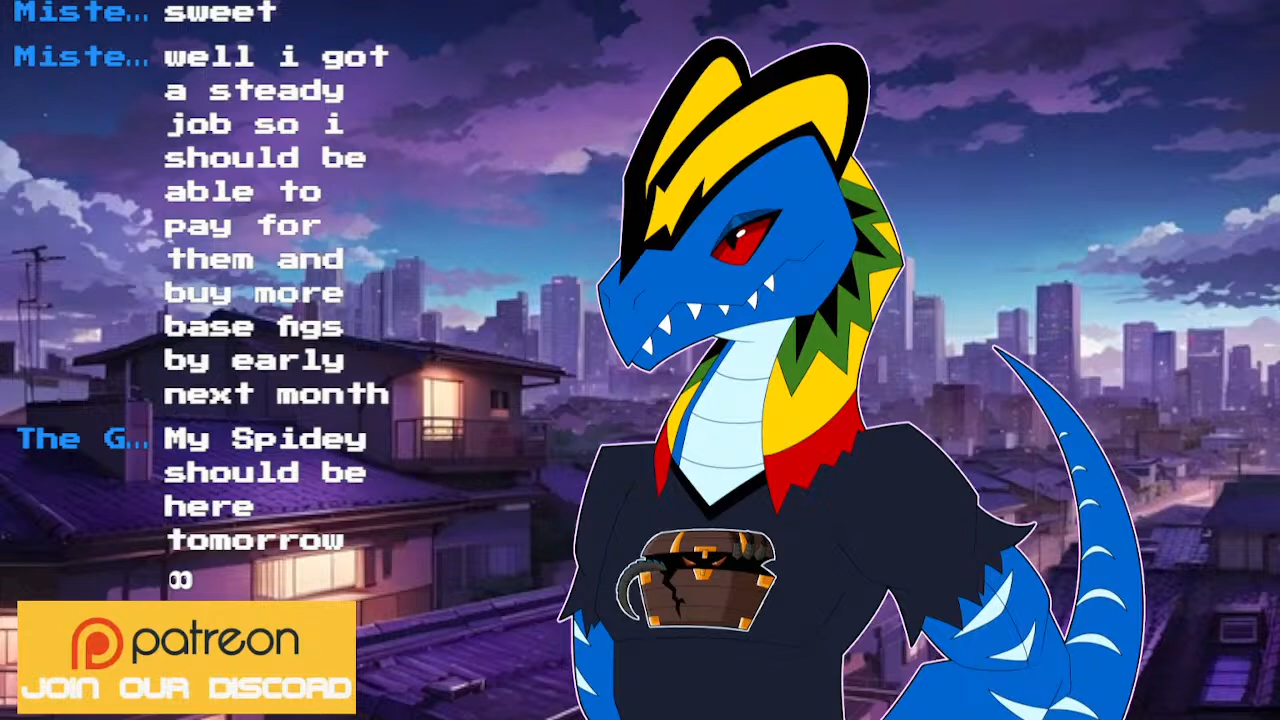 Miste... sweet
Miste... well i got
a steady
job so i
should be
able to
pay for
them and
buy more
base figs
by early
next month
The G... My Spidey
should be
here
tomorrow
patreon
JOIN OUR DISCORD